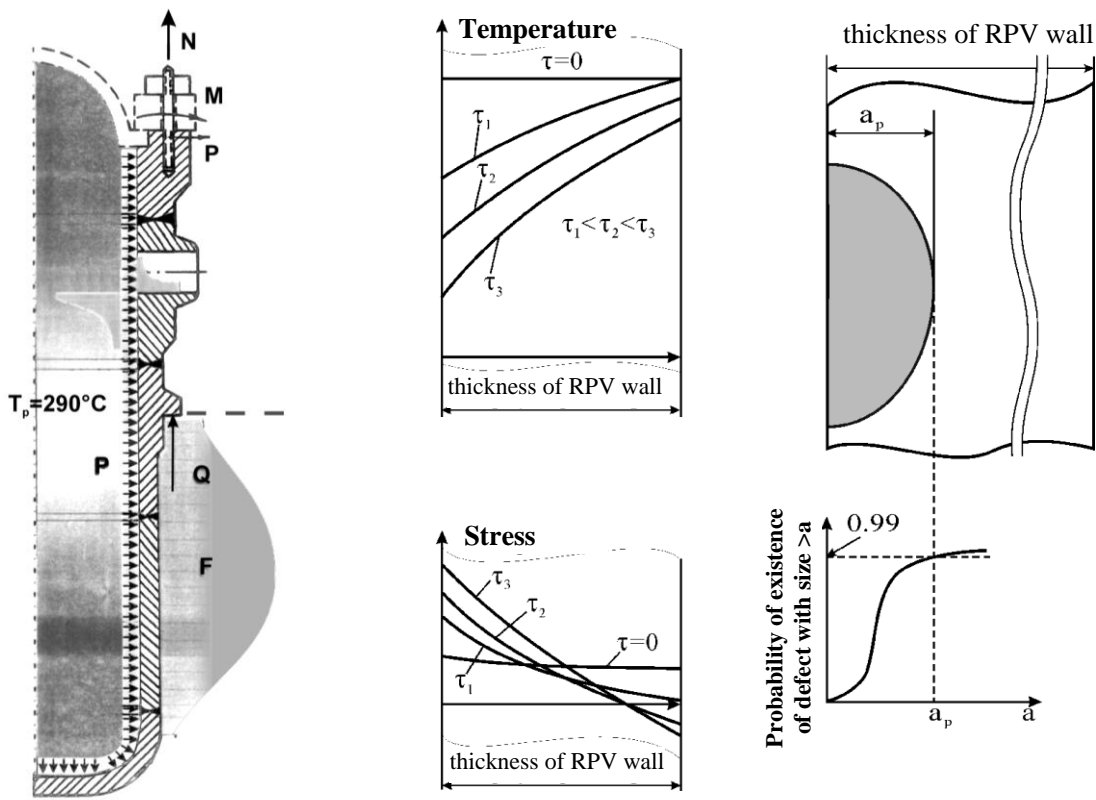 N
M
P
T_p=290°C
P
Q
F
Temperature
τ=0
τ₁
τ₂
τ₃
τ₁<τ₂<τ₃
thickness of RPV wall
Stress
τ₃
τ₂
τ=0
τ₁
thickness of RPV wall
thickness of RPV wall
a_p
0.99
Probability of existence
of defect with size >a
a_p
a